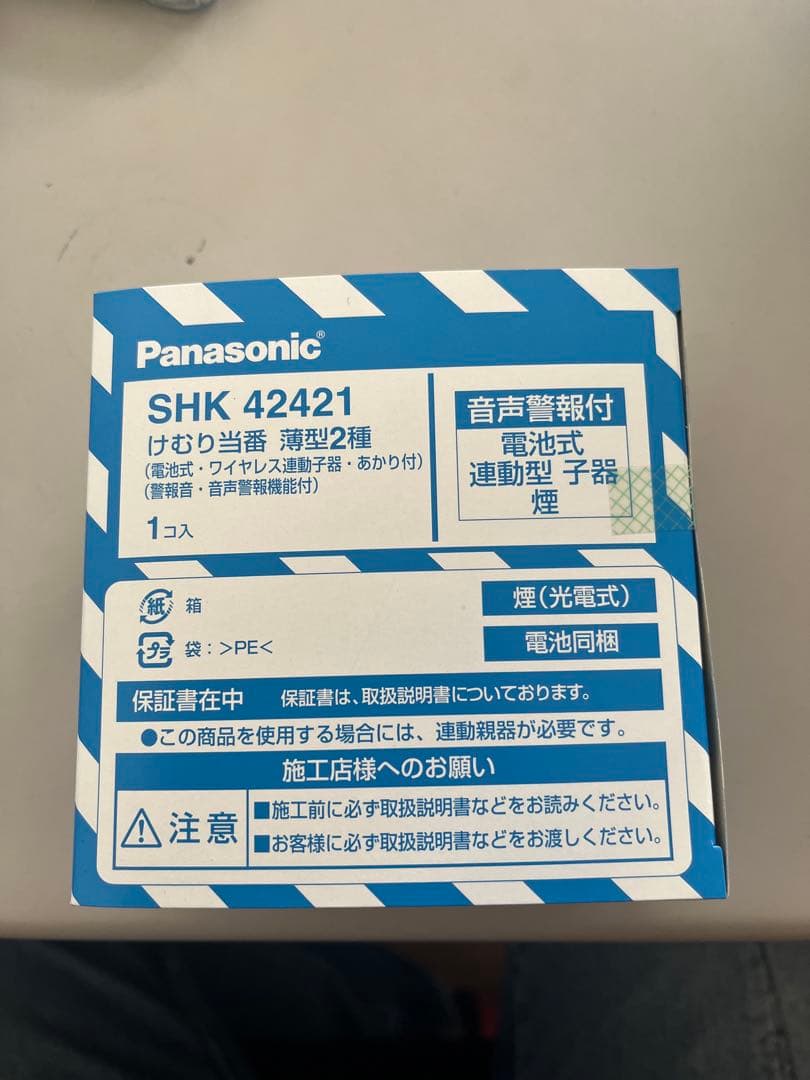 Panasonic®
SHK 42421
けむり当番 薄型2種
(電池式・ワイヤレス連動子器・あかり付)
(警報音・音声警報機能付)
1コ入
音声警報付
電池式
連動型 子器
煙
紙 箱
プラ 袋:>PE<
煙(光電式)
電池同梱
保証書在中 保証書は、取扱説明書についております。
●この商品を使用する場合には、連動親器が必要です。
施工店様へのお願い
注意
■施工前に必ず取扱説明書などをお読みください。
■お客様に必ず取扱説明書などをお渡しください。